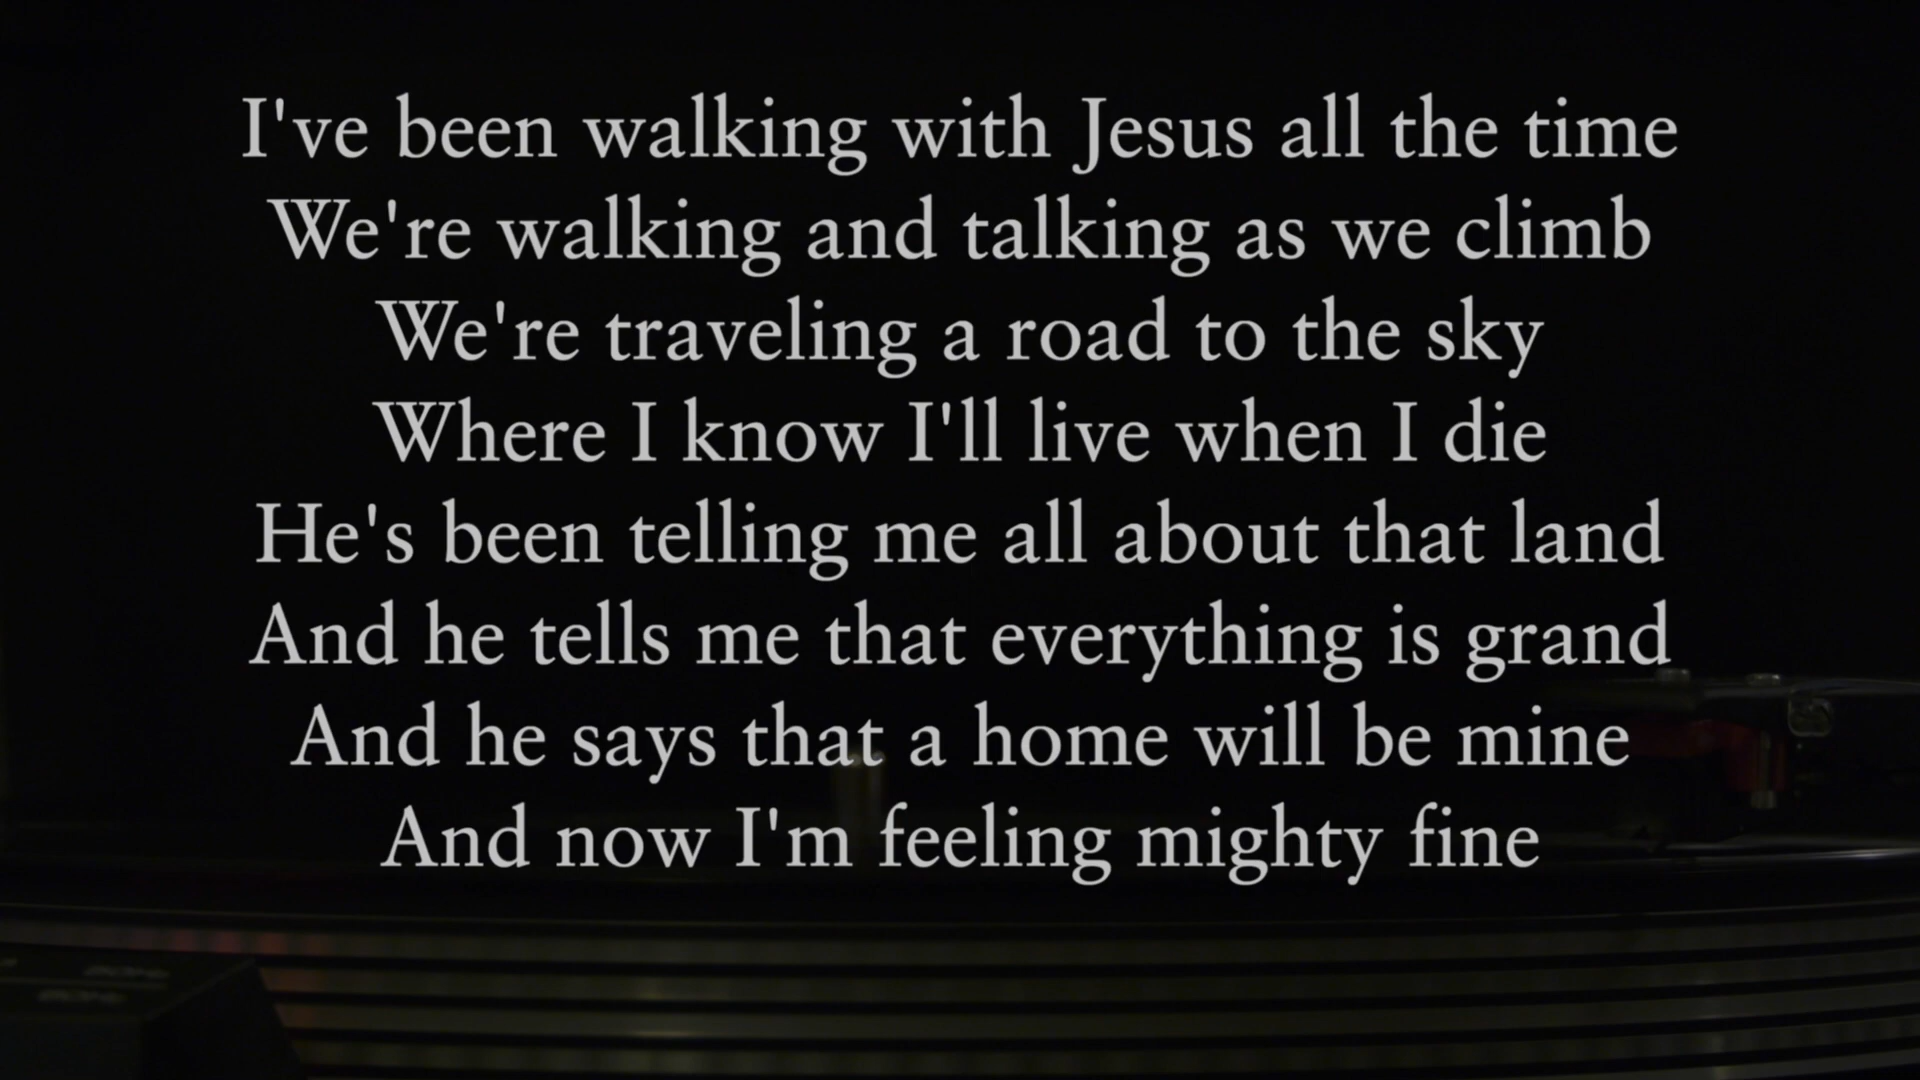 I've been walking with Jesus all the time
We're walking and talking as we climb
We're traveling a road to the sky
Where I know I'll live when I die
He's been telling me all about that land
And he tells me that everything is grand
And he says that a home will be mine
And now I'm feeling mighty fine